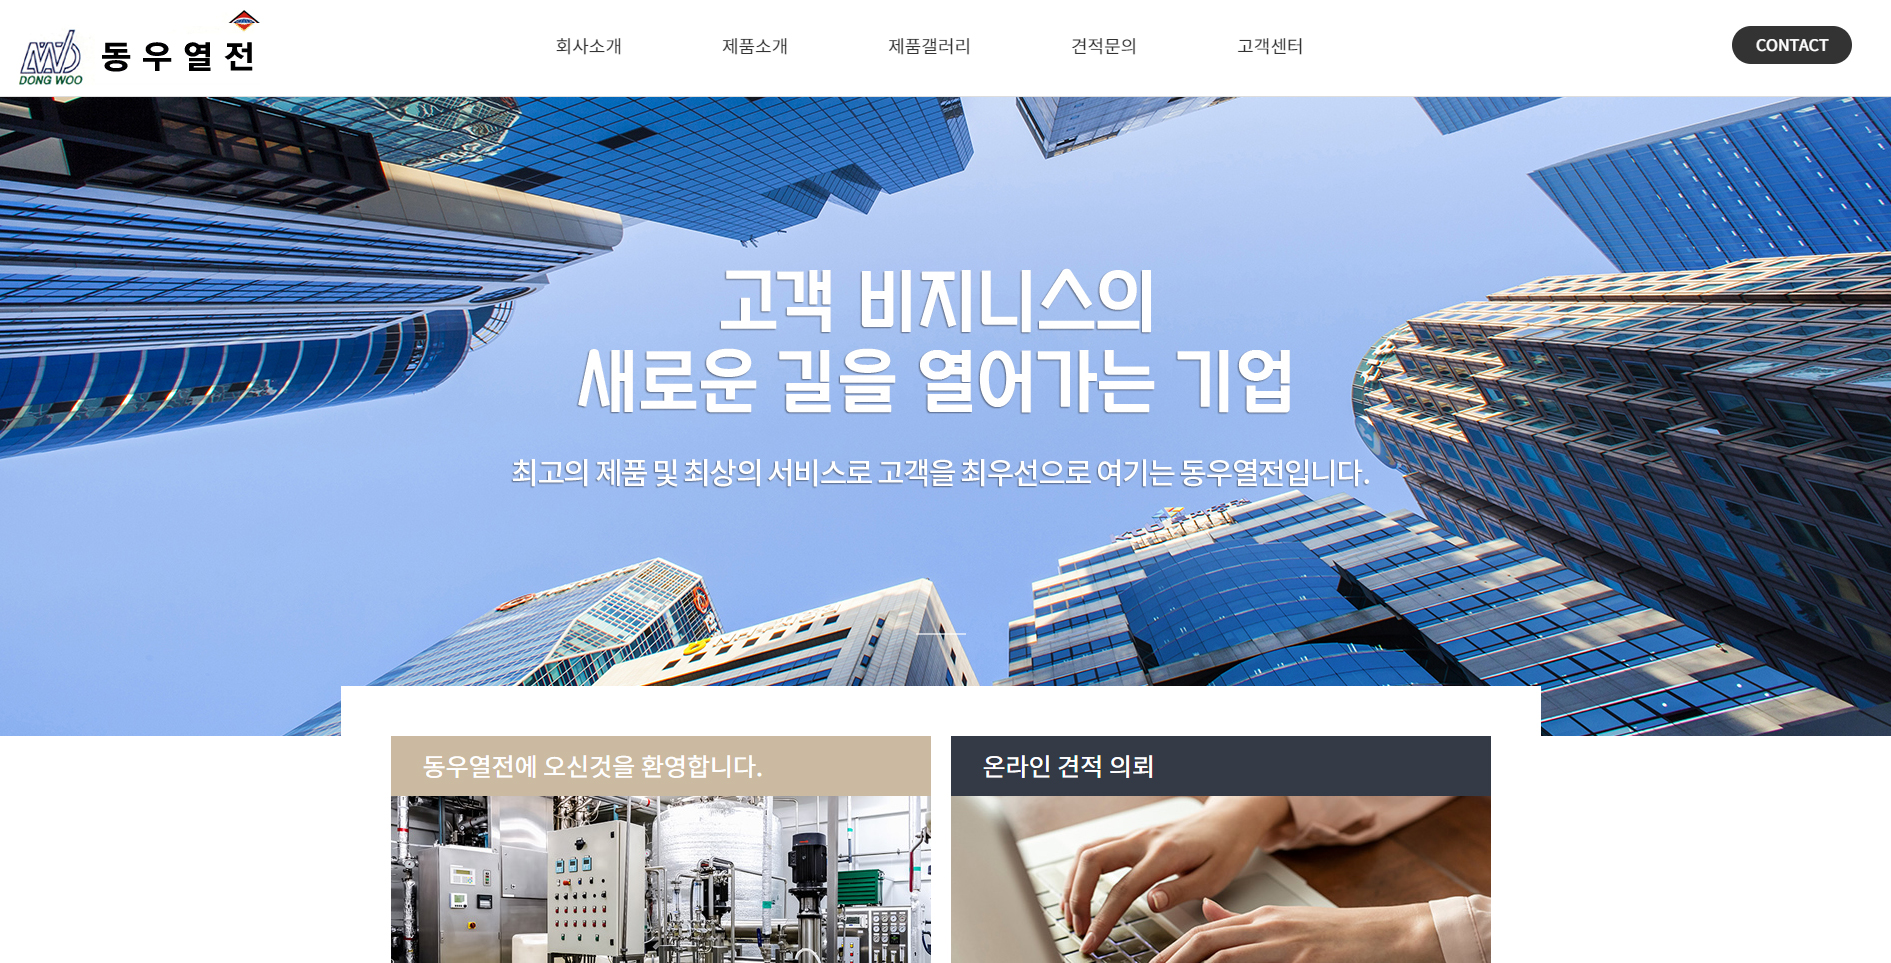 DONG WOO
동우열전
회사소개
제품소개
제품갤러리
견적문의
고객센터
CONTACT
고객 비지니스의
새로운 길을 열어가는 기업
최고의 제품 및 최상의 서비스로 고객을 최우선으로 여기는 동우열전입니다.
동우열전에 오신것을 환영합니다.
온라인 견적 의뢰